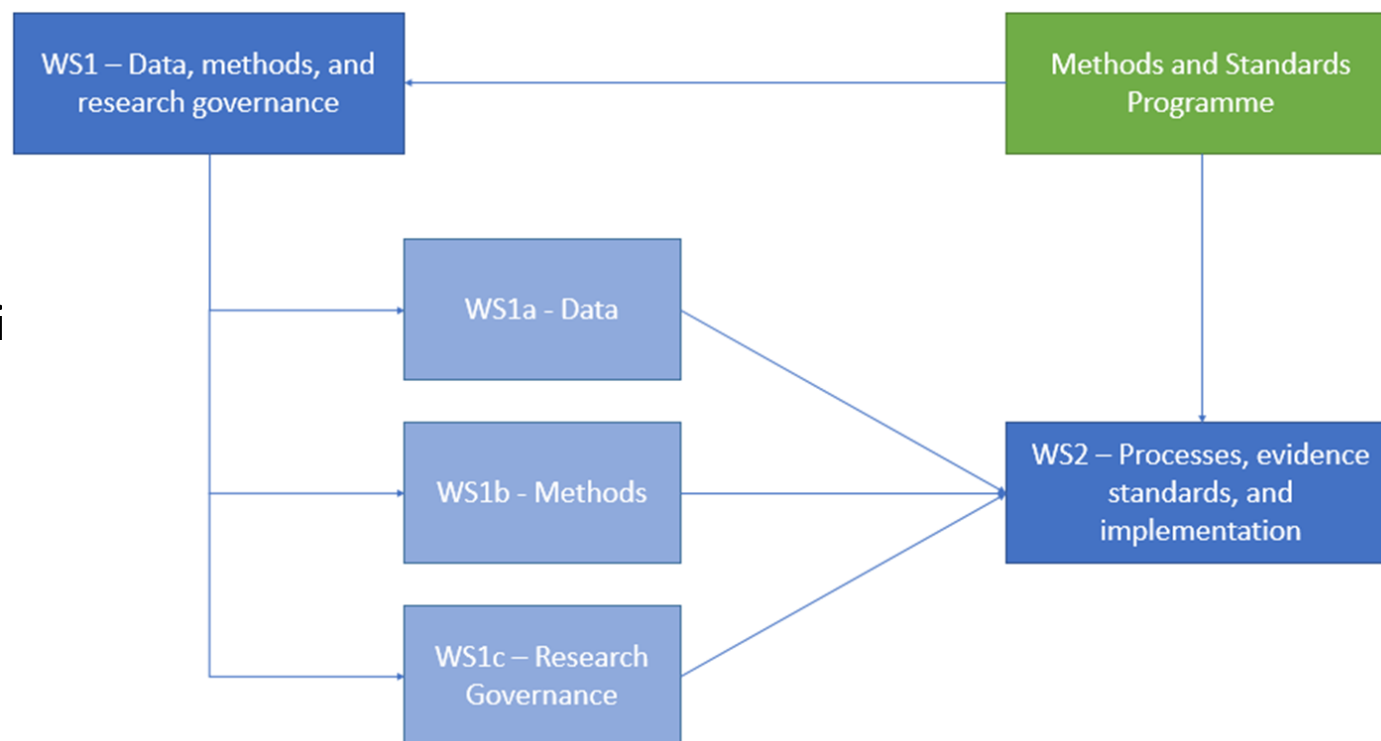 WS1 – Data, methods, and
research governance
Methods and Standards
Programme
i
WS1a - Data
WS1b - Methods
WS2 – Processes, evidence
standards, and
implementation
WS1c – Research
Governance